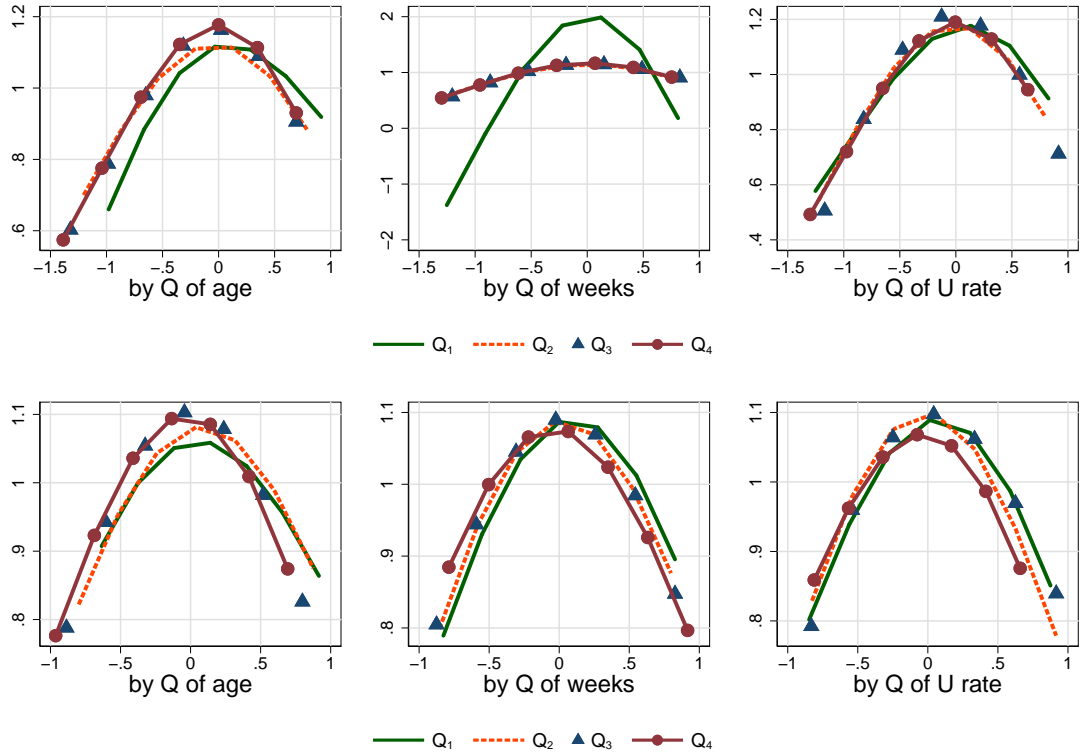 1.2
1
.8
.6
−1.5 −1 −.5 0 .5 1
by Q of age
2
1
0
−1
−2
−1.5 −1 −.5 0 .5 1
by Q of weeks
1.2
1
.8
.6
.4
−1.5 −1 −.5 0 .5 1
by Q of U rate
Q₁ Q₂ Q₃ Q₄
1.1
1
.9
.8
−1 −.5 0 .5 1
by Q of age
1.1
1
.9
.8
−1 −.5 0 .5 1
by Q of weeks
1.1
1
.9
.8
−1 −.5 0 .5 1
by Q of U rate
Q₁ Q₂ Q₃ Q₄